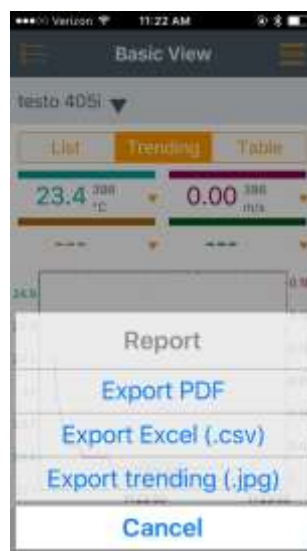 Verizon 11:22 AM
Basic View
testo 405i
List Trending Table
23.4 °C 0.00 m/s
--- ---
Report
Export PDF
Export Excel (.csv)
Export trending (.jpg)
Cancel